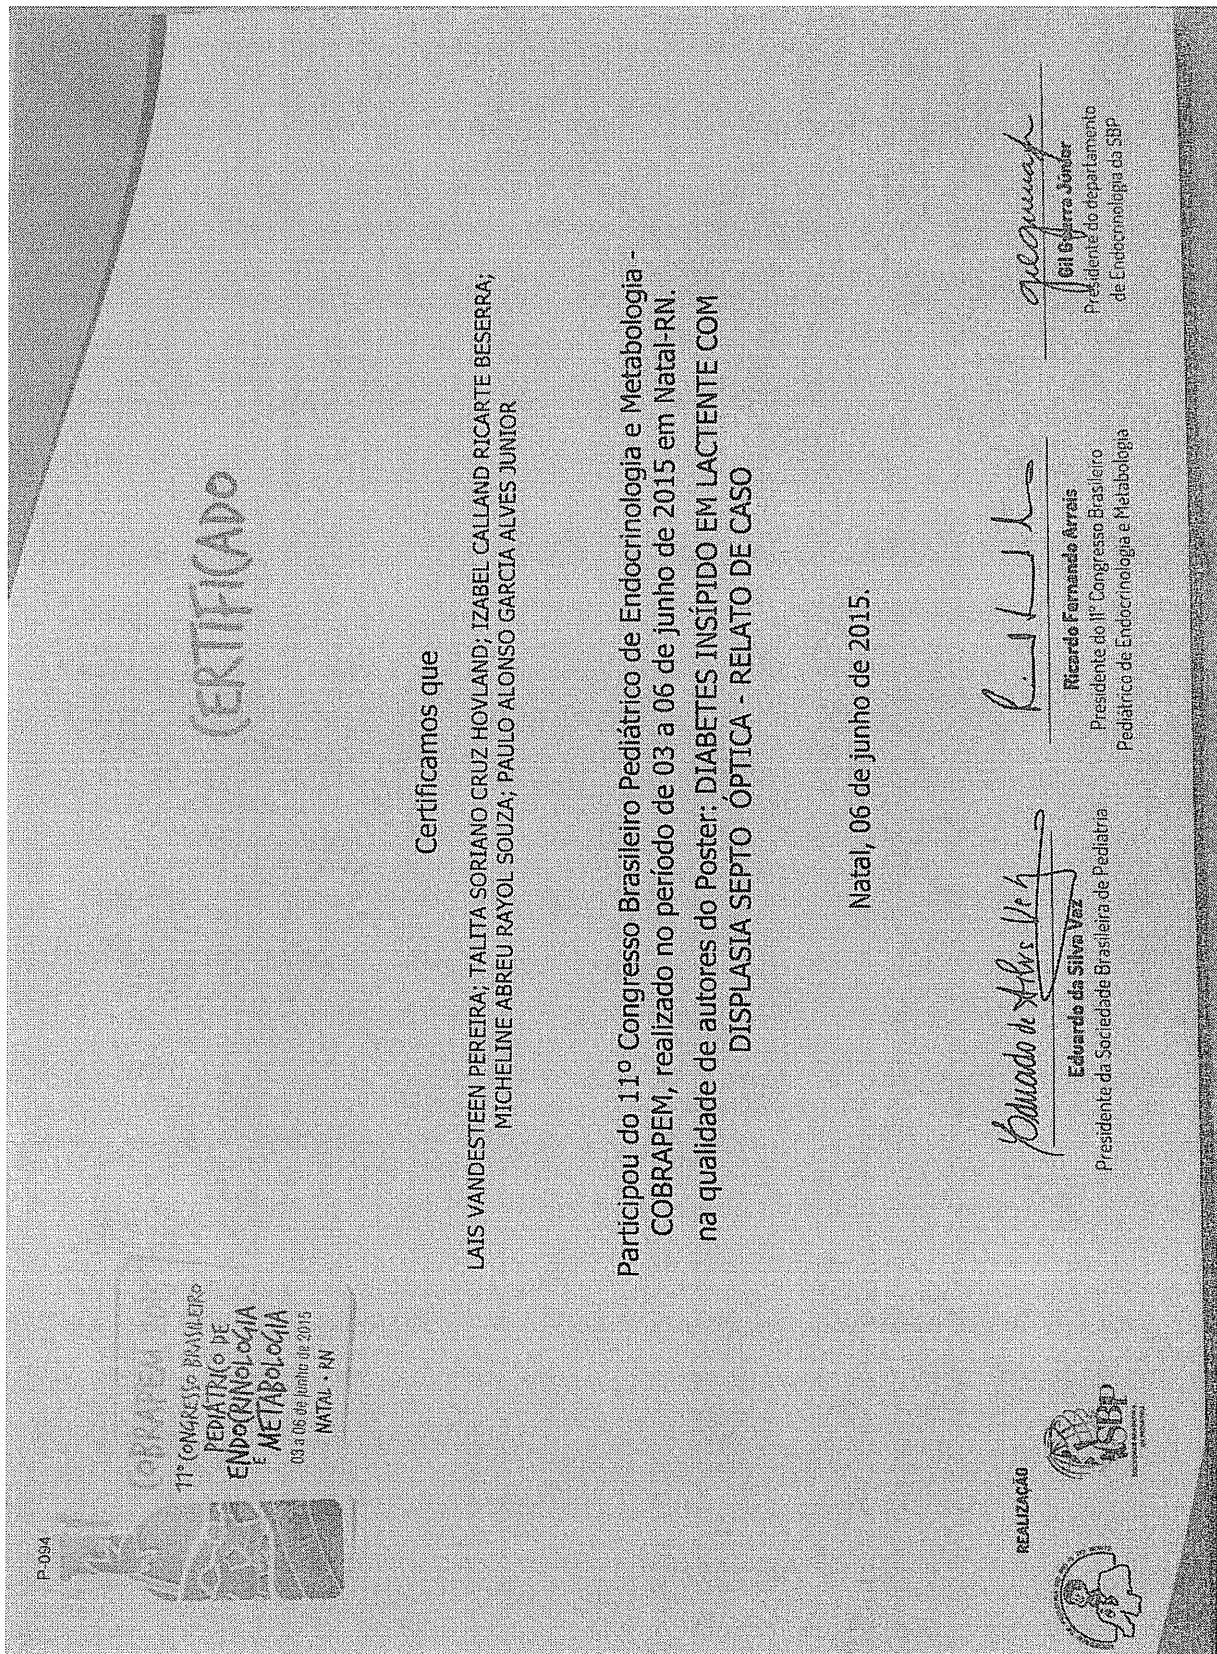 P-094
COBRAPEM
11º CONGRESSO BRASILEIRO
PEDIÁTRICO DE
ENDOCRINOLOGIA
E METABOLOGIA
03 a 06 de junho de 2015
NATAL • RN
CERTIFICADO
Certificamos que
LAIS VANDESTEEN PEREIRA; TALITA SORIANO CRUZ HOVLAND; IZABEL CALLAND RICARTE BESERRA;
MICHELINE ABREU RAYOL SOUZA; PAULO ALONSO GARCIA ALVES JUNIOR
Participou do 11º Congresso Brasileiro Pediátrico de Endocrinologia e Metabologia -
COBRAPEM, realizado no período de 03 a 06 de junho de 2015 em Natal-RN.
na qualidade de autores do Poster: DIABETES INSÍPIDO EM LACTENTE COM
DISPLASIA SEPTO ÓPTICA - RELATO DE CASO
Natal, 06 de junho de 2015.
Eduardo da Silva Vaz
Presidente da Sociedade Brasileira de Pediatria
Ricardo Fernando Arrais
Presidente do 11º Congresso Brasileiro
Pediátrico de Endocrinologia e Metabologia
Gil Guerra Júnior
Presidente do departamento
de Endocrinologia da SBP
REALIZAÇÃO
SBP